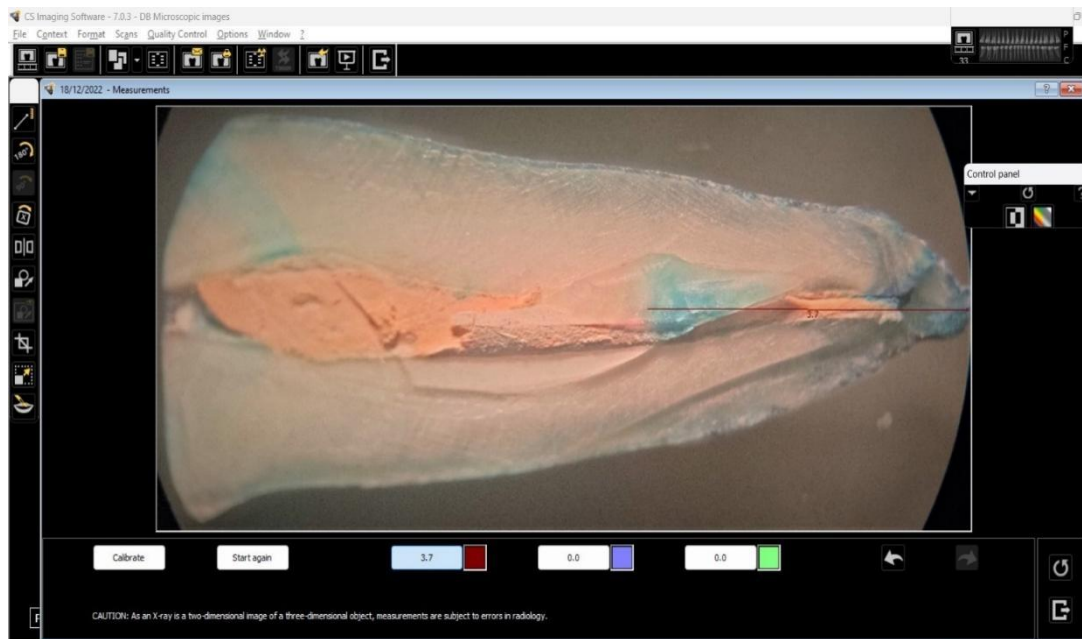 CS Imaging Software - 7.0.3 - DB Microscopic images
File Context Format Scans Quality Control Options Window ?
33
P
F
C
18/12/2022 - Measurements
180°
Control panel
3.7
Calibrate
Start again
3.7
0.0
0.0
CAUTION: As an X-ray is a two-dimensional image of a three-dimensional object, measurements are subject to errors in radiology.